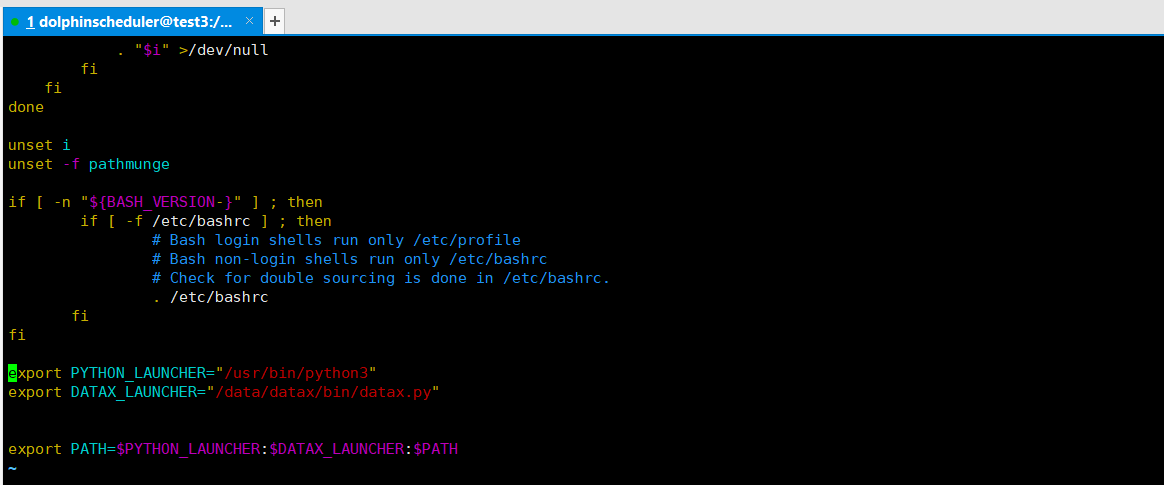 1 dolphinscheduler@test3:/... × +
. "$i" >/dev/null
fi
fi
done
unset i
unset -f pathmunge
if [ -n "${BASH_VERSION-}" ] ; then
if [ -f /etc/bashrc ] ; then
# Bash login shells run only /etc/profile
# Bash non-login shells run only /etc/bashrc
# Check for double sourcing is done in /etc/bashrc.
. /etc/bashrc
fi
fi
export PYTHON_LAUNCHER="/usr/bin/python3"
export DATAX_LAUNCHER="/data/datax/bin/datax.py"
export PATH=$PYTHON_LAUNCHER:$DATAX_LAUNCHER:$PATH
~